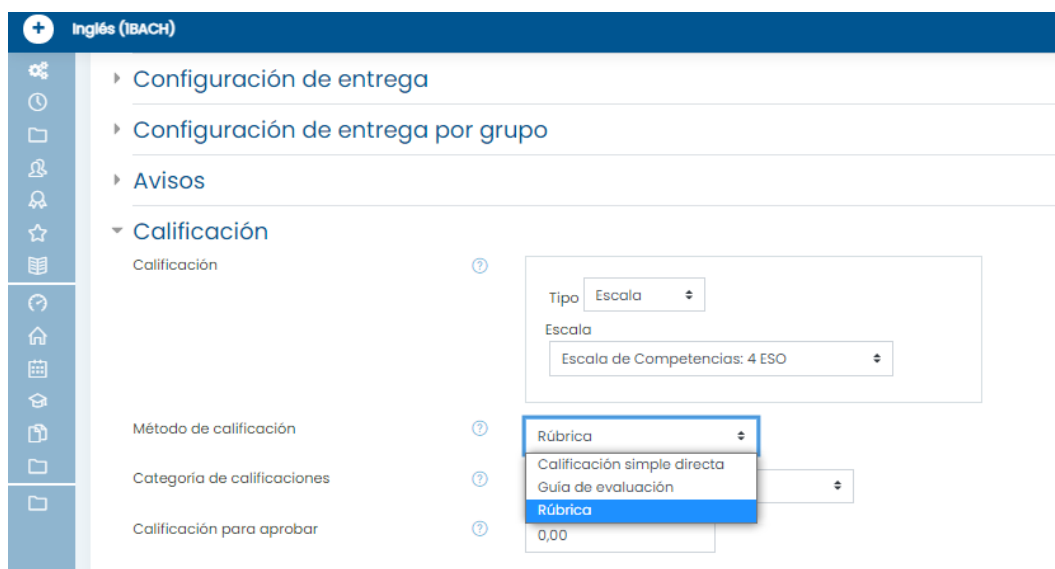 Inglés (1BACH)
Configuración de entrega
Configuración de entrega por grupo
Avisos
Calificación
Calificación
Tipo Escala
Escala
Escala de Competencias: 4 ESO
Método de calificación
Rúbrica
Calificación simple directa
Guía de evaluación
Rúbrica
Categoría de calificaciones
Calificación para aprobar
0,00